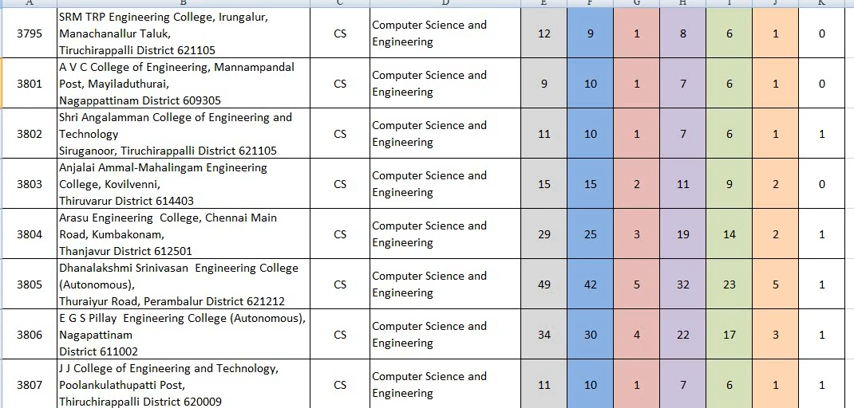 A B C D E F G H I J K
3795 SRM TRP Engineering College, Irungalur, Manachanallur Taluk, Tiruchirappalli District 621105 CS Computer Science and Engineering 12 9 1 8 6 1 0
3801 A V C College of Engineering, Mannampandal Post, Mayiladuthurai, Nagappattinam District 609305 CS Computer Science and Engineering 9 10 1 7 6 1 0
3802 Shri Angalamman College of Engineering and Technology Siruganoor, Tiruchirappalli District 621105 CS Computer Science and Engineering 11 10 1 7 6 1 1
3803 Anjalai Ammal-Mahalingam Engineering College, Kovilvenni, Thiruvarur District 614403 CS Computer Science and Engineering 15 15 2 11 9 2 0
3804 Arasu Engineering College, Chennai Main Road, Kumbakonam, Thanjavur District 612501 CS Computer Science and Engineering 29 25 3 19 14 2 1
3805 Dhanalakshmi Srinivasan Engineering College (Autonomous), Thuraiyur Road, Perambalur District 621212 CS Computer Science and Engineering 49 42 5 32 23 5 1
3806 E G S Pillay Engineering College (Autonomous), Nagapattinam District 611002 CS Computer Science and Engineering 34 30 4 22 17 3 1
3807 J J College of Engineering and Technology, Poolankulathupatti Post, Thiruchirappalli District 620009 CS Computer Science and Engineering 11 10 1 7 6 1 1